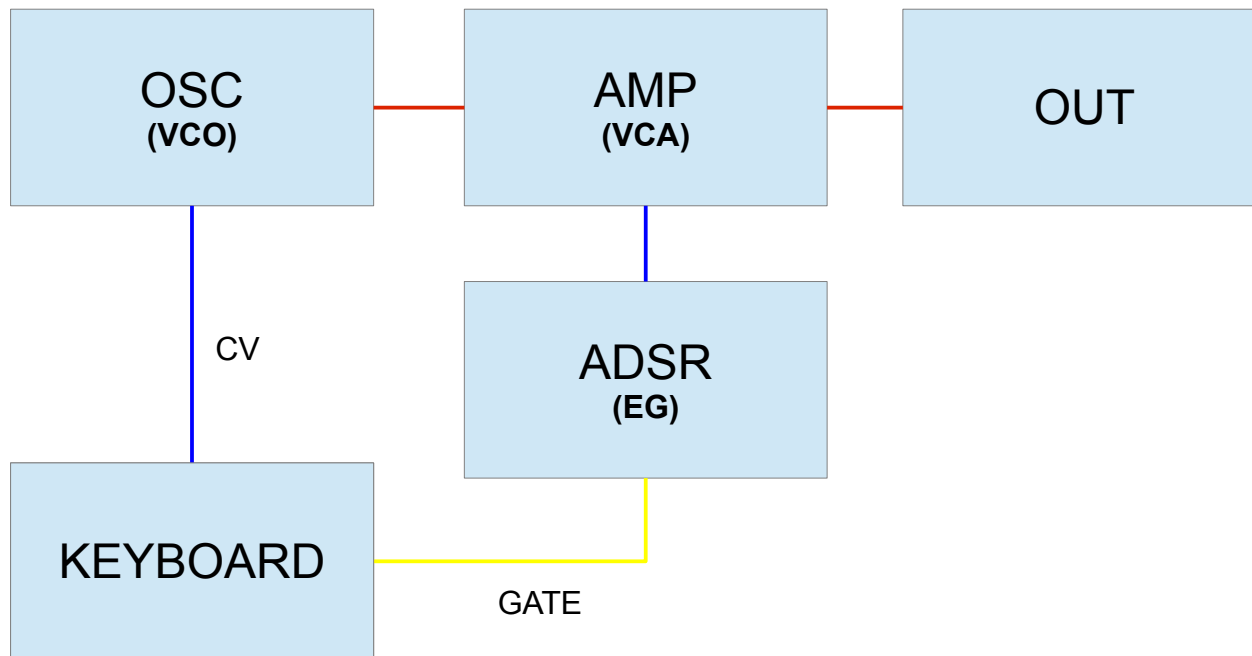 OSC
(VCO)
AMP
(VCA)
OUT
CV
ADSR
(EG)
KEYBOARD
GATE